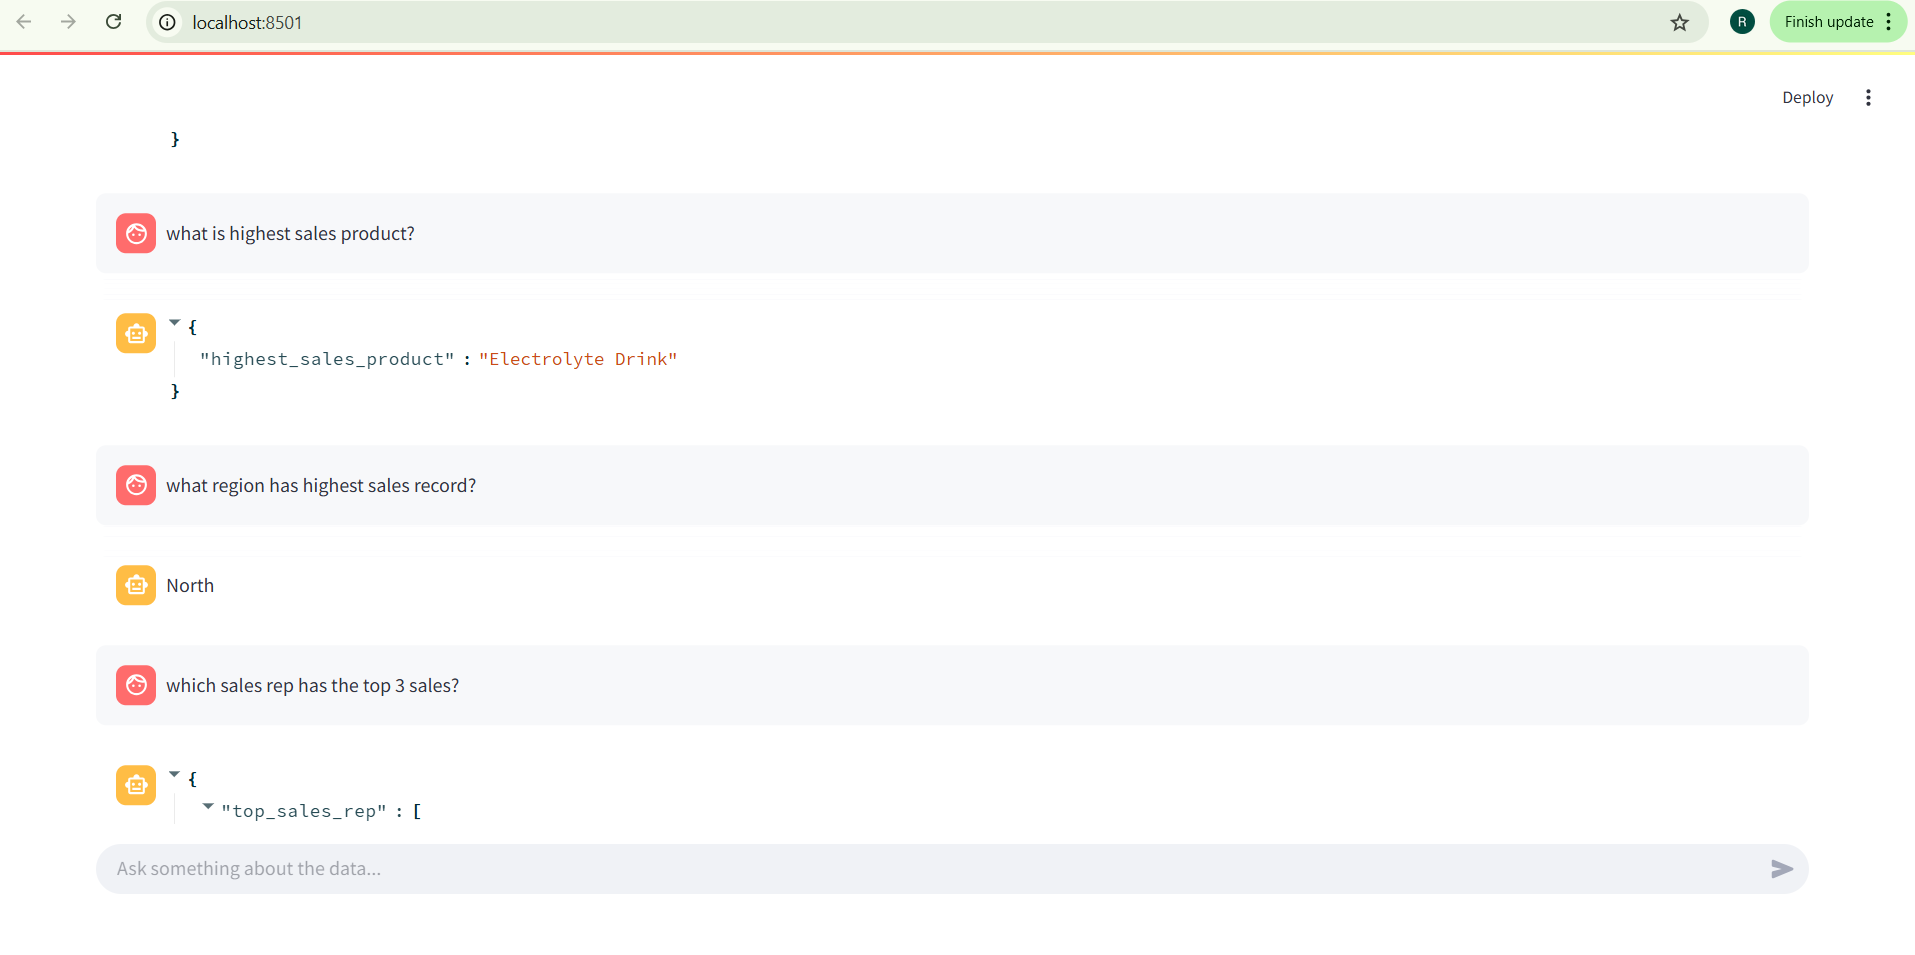 localhost:8501
R
Finish update
Deploy
}
what is highest sales product?
{
"highest_sales_product" : "Electrolyte Drink"
}
what region has highest sales record?
North
which sales rep has the top 3 sales?
{
"top_sales_rep" : [
Ask something about the data...